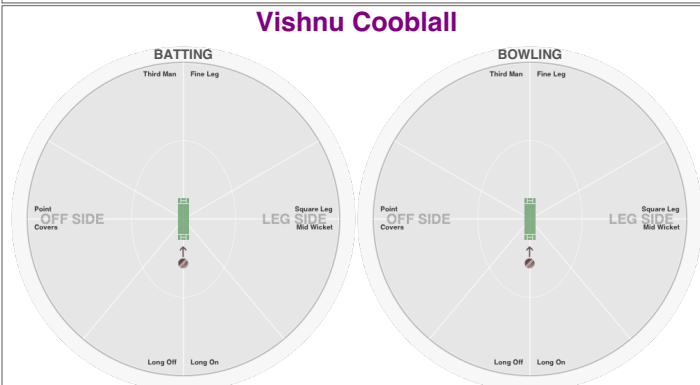 Vishnu Cooblall
BATTING
Third Man Fine Leg
Point
OFF SIDE
Covers
Square Leg
LEG SIDE
Mid Wicket
Long Off Long On
BOWLING
Third Man Fine Leg
Point
OFF SIDE
Covers
Square Leg
LEG SIDE
Mid Wicket
Long Off Long On